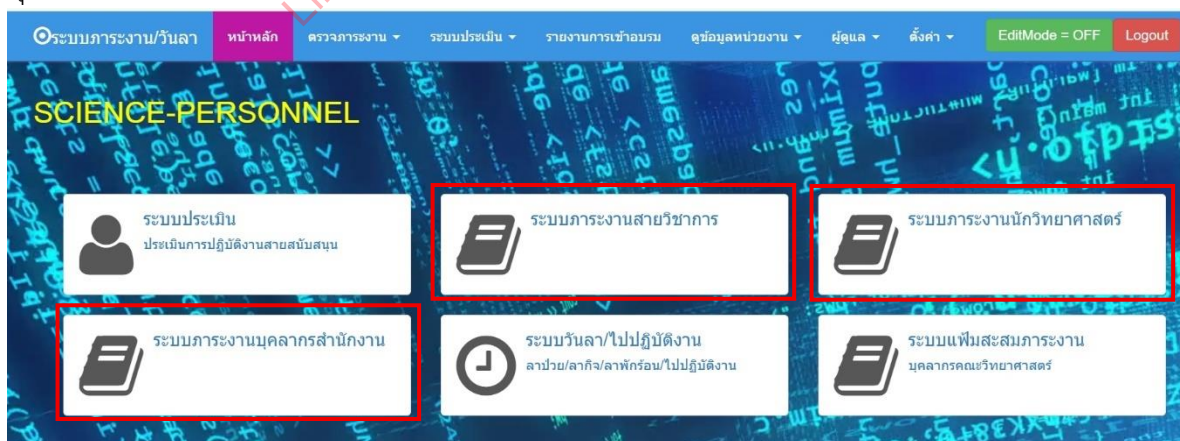 ระบบภาระงาน/วันลา หน้าหลัก ตรวจภาระงาน ระบบประเมิน รายงานการเข้าอบรม ดูข้อมูลหน่วยงาน ผู้ดูแล ตั้งค่า EditMode = OFF Logout
SCIENCE-PERSONNEL
ระบบประเมิน
ประเมินการปฏิบัติงานสายสนับสนุน
ระบบภาระงานสายวิชาการ
ระบบภาระงานนักวิทยาศาสตร์
ระบบภาระงานบุคลากรสำนักงาน
ระบบวันลา/ไปปฏิบัติงาน
ลาป่วย/ลากิจ/ลาพักร้อน/ไปปฏิบัติงาน
ระบบแฟ้มสะสมภาระงาน
บุคลากรคณะวิทยาศาสตร์